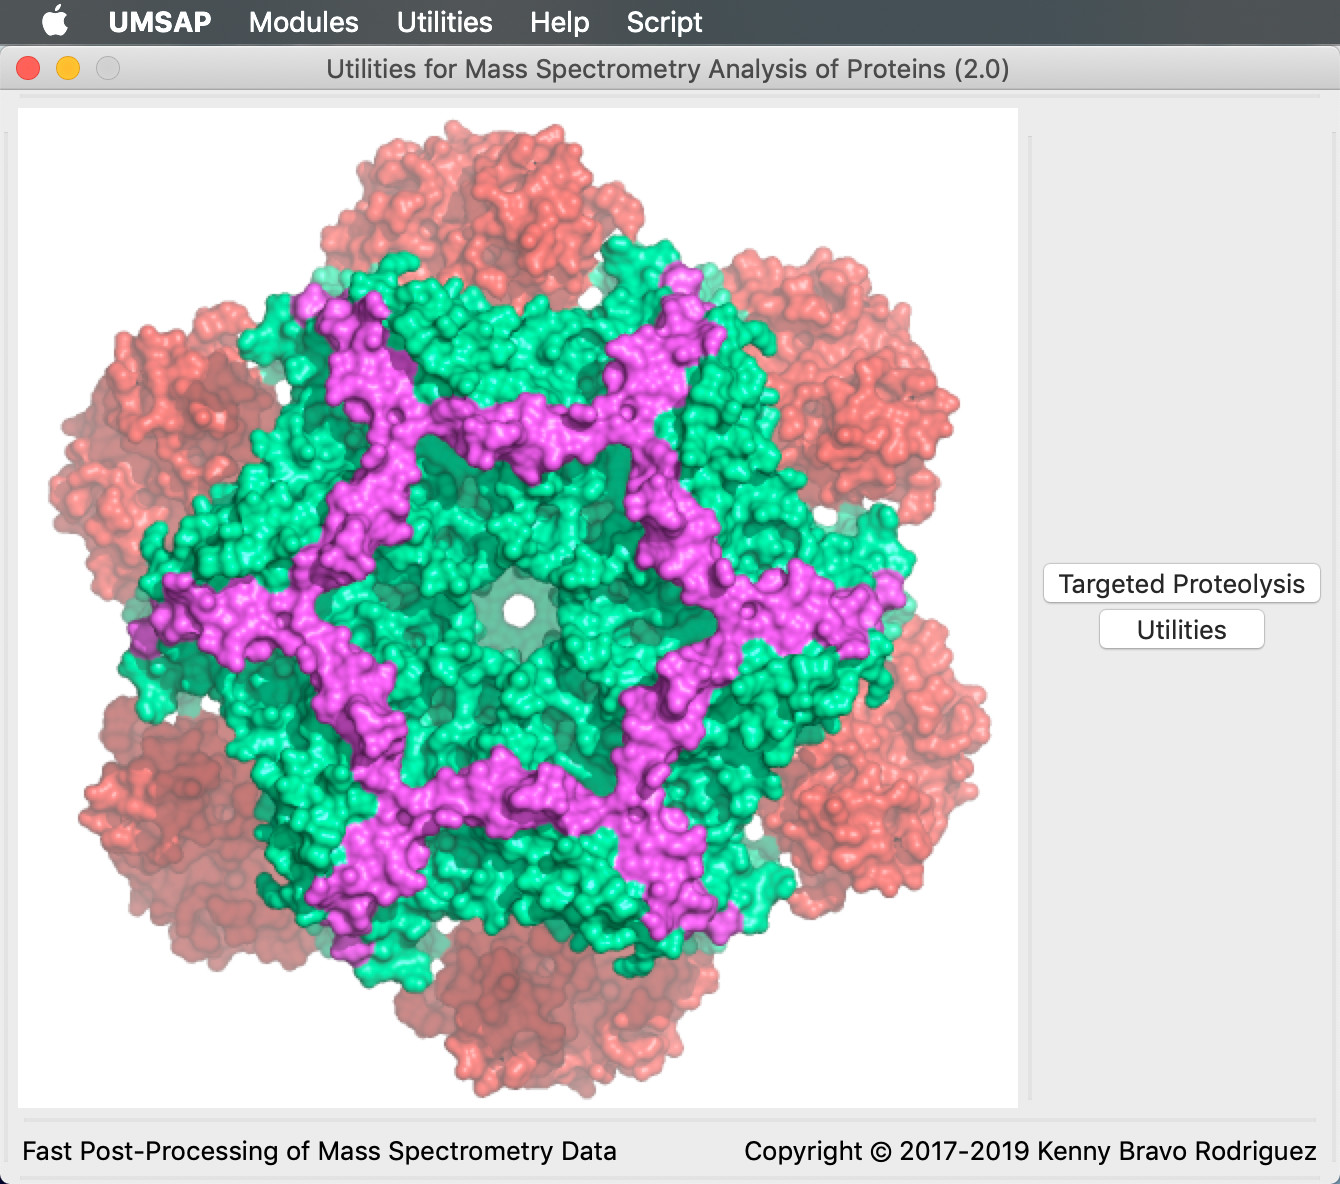 UMSAP Modules Utilities Help Script
Utilities for Mass Spectrometry Analysis of Proteins (2.0)
Targeted Proteolysis
Utilities
Fast Post-Processing of Mass Spectrometry Data
Copyright © 2017-2019 Kenny Bravo Rodriguez